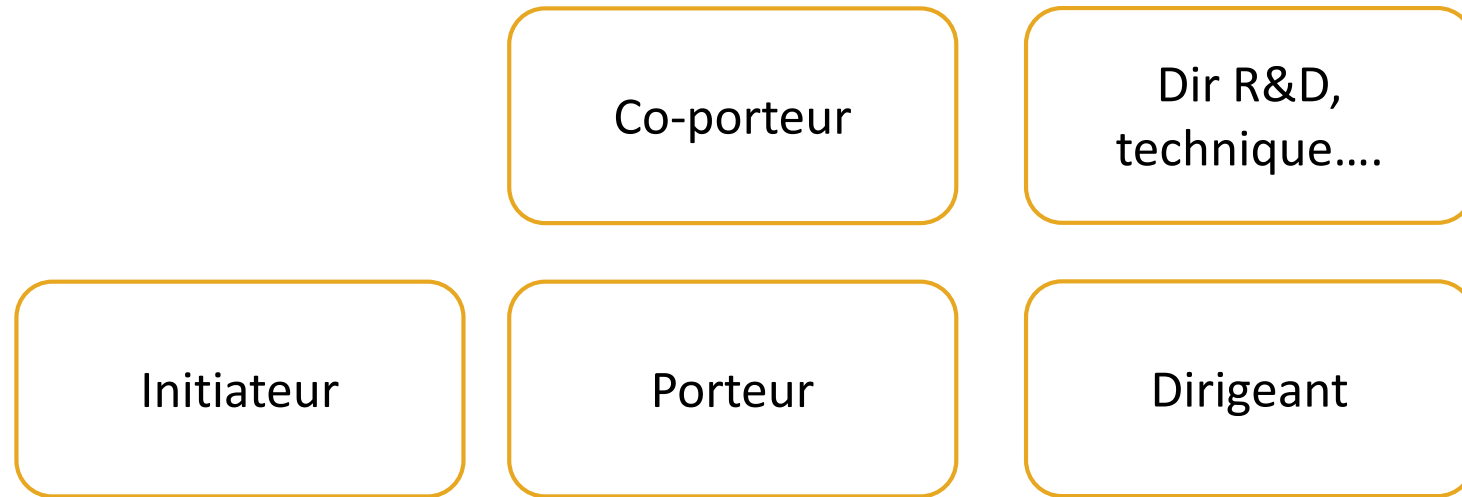 Co-porteur
Dir R&D,
technique….
Initiateur
Porteur
Dirigeant